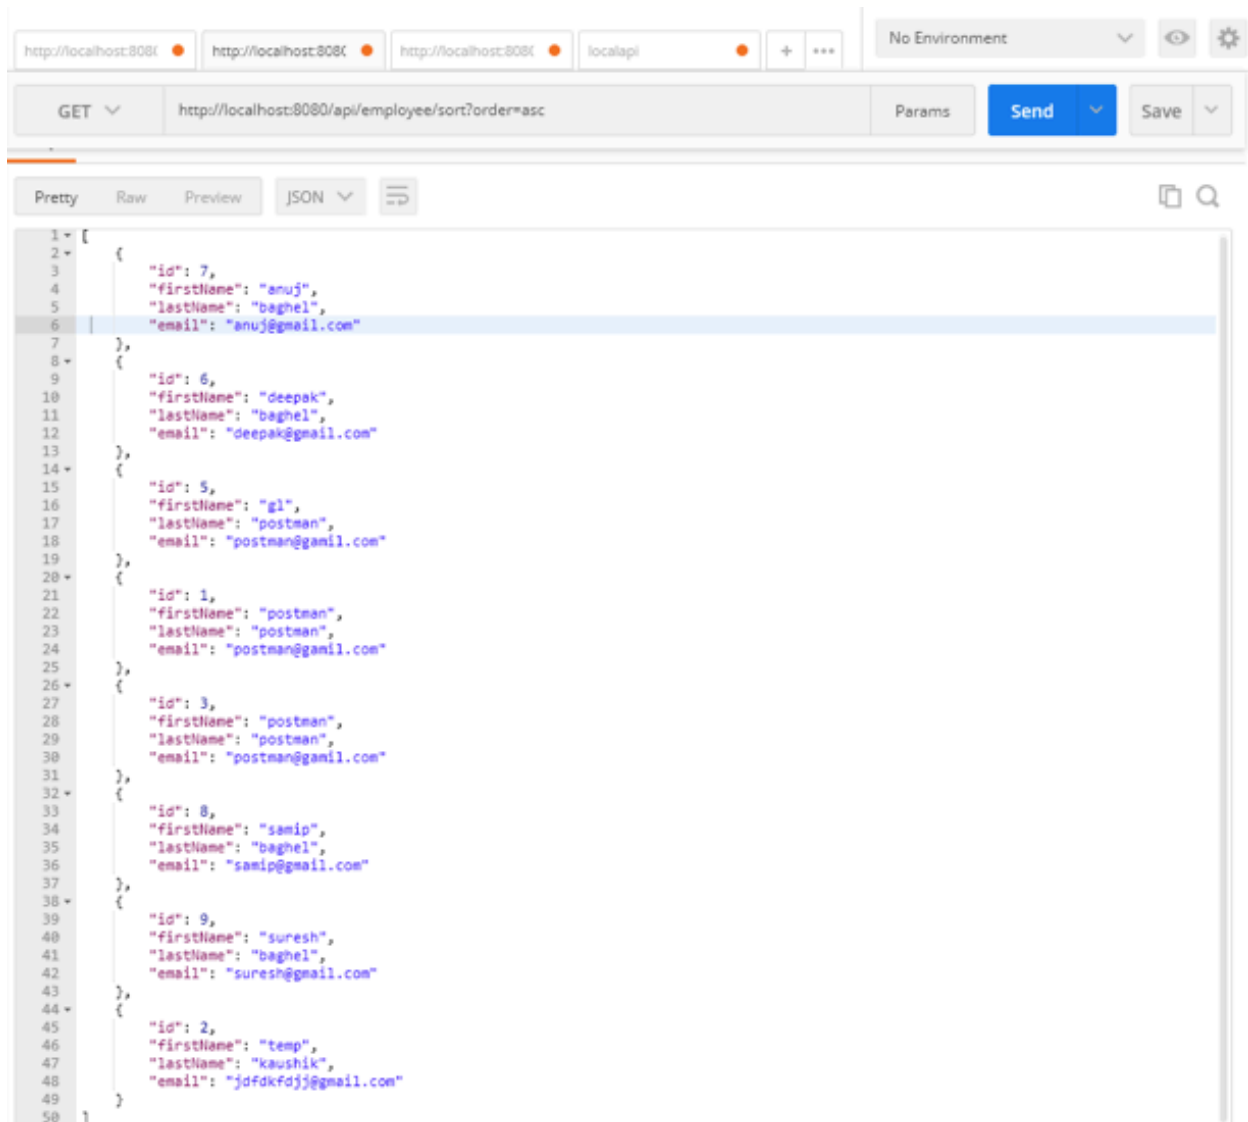 http://localhost:808( http://localhost:808( http://localhost:808( localapi + ••• No Environment
GET http://localhost:8080/api/employee/sort?order=asc Params Send Save
Pretty Raw Preview JSON
1 [
2 {
3 "id": 7,
4 "firstName": "anuj",
5 "lastName": "baghel",
6 "email": "anuj@gmail.com"
7 },
8 {
9 "id": 6,
10 "firstName": "deepak",
11 "lastName": "baghel",
12 "email": "deepak@gmail.com"
13 },
14 {
15 "id": 5,
16 "firstName": "gl",
17 "lastName": "postman",
18 "email": "postman@gamil.com"
19 },
20 {
21 "id": 1,
22 "firstName": "postman",
23 "lastName": "postman",
24 "email": "postman@gamil.com"
25 },
26 {
27 "id": 3,
28 "firstName": "postman",
29 "lastName": "postman",
30 "email": "postman@gamil.com"
31 },
32 {
33 "id": 8,
34 "firstName": "samip",
35 "lastName": "baghel",
36 "email": "samip@gmail.com"
37 },
38 {
39 "id": 9,
40 "firstName": "suresh",
41 "lastName": "baghel",
42 "email": "suresh@gmail.com"
43 },
44 {
45 "id": 2,
46 "firstName": "temp",
47 "lastName": "kaushik",
48 "email": "jdfdkfdjj@gmail.com"
49 }
50 ]